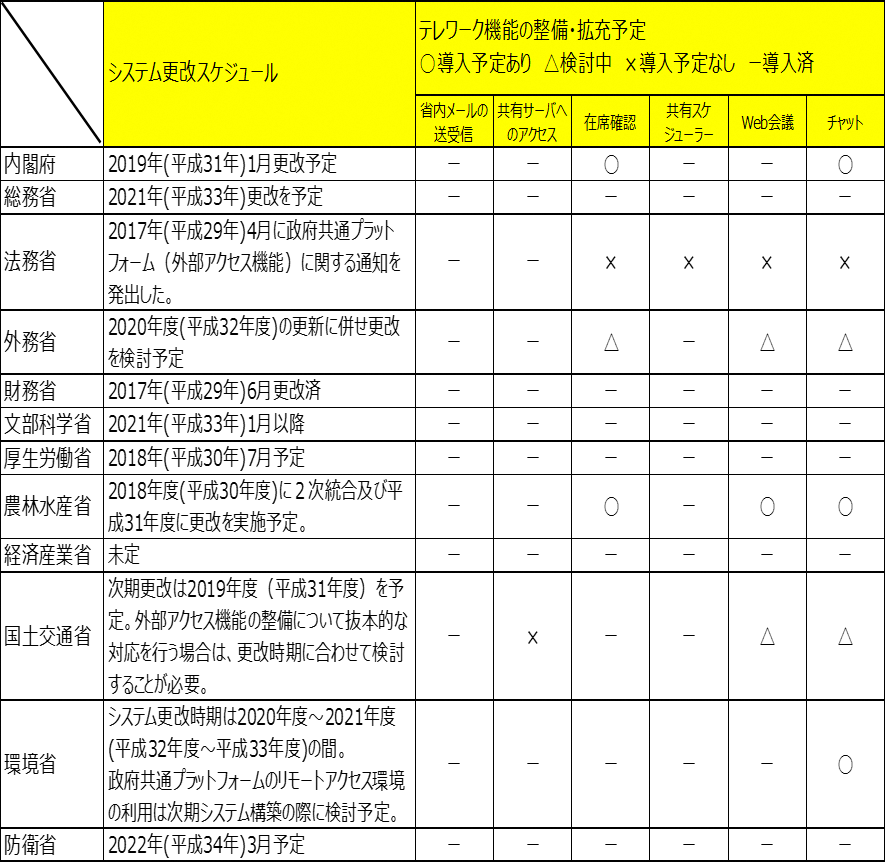 システム更改スケジュール
テレワーク機能の整備・拡充予定
○導入予定あり △検討中 x導入予定なし －導入済
省内メールの
送受信
共有サーバへ
のアクセス
在席確認
共有スケ
ジューラー
Web会議
チャット
内閣府 2019年(平成31年)1月更改予定 － － ○ － － ○
総務省 2021年(平成33年)更改を予定 － － － － － －
法務省
2017年(平成29年)4月に政府共通プラット
フォーム（外部アクセス機能）に関する通知を
発出した。
－ － x x x x
外務省
2020年度(平成32年度)の更新に併せ更改
を検討予定
－ － △ － △ △
財務省 2017年(平成29年)6月更改済 － － － － － －
文部科学省 2021年(平成33年)1月以降 － － － － － －
厚生労働省 2018年(平成30年)7月予定 － － － － － －
農林水産省
2018年度(平成30年度)に２次統合及び平
成31年度に更改を実施予定。
－ － ○ － ○ ○
経済産業省 未定 － － － － － －
国土交通省
次期更改は2019年度（平成31年度）を予
定。外部アクセス機能の整備について抜本的な
対応を行う場合は、更改時期に合わせて検討
することが必要。
－ x － － △ △
環境省
システム更改時期は2020年度～2021年度
(平成32年度～平成33年度)の間。
政府共通プラットフォームのリモートアクセス環境
の利用は次期システム構築の際に検討予定。
－ － － － － ○
防衛省 2022年(平成34年)3月予定 － － － － － －